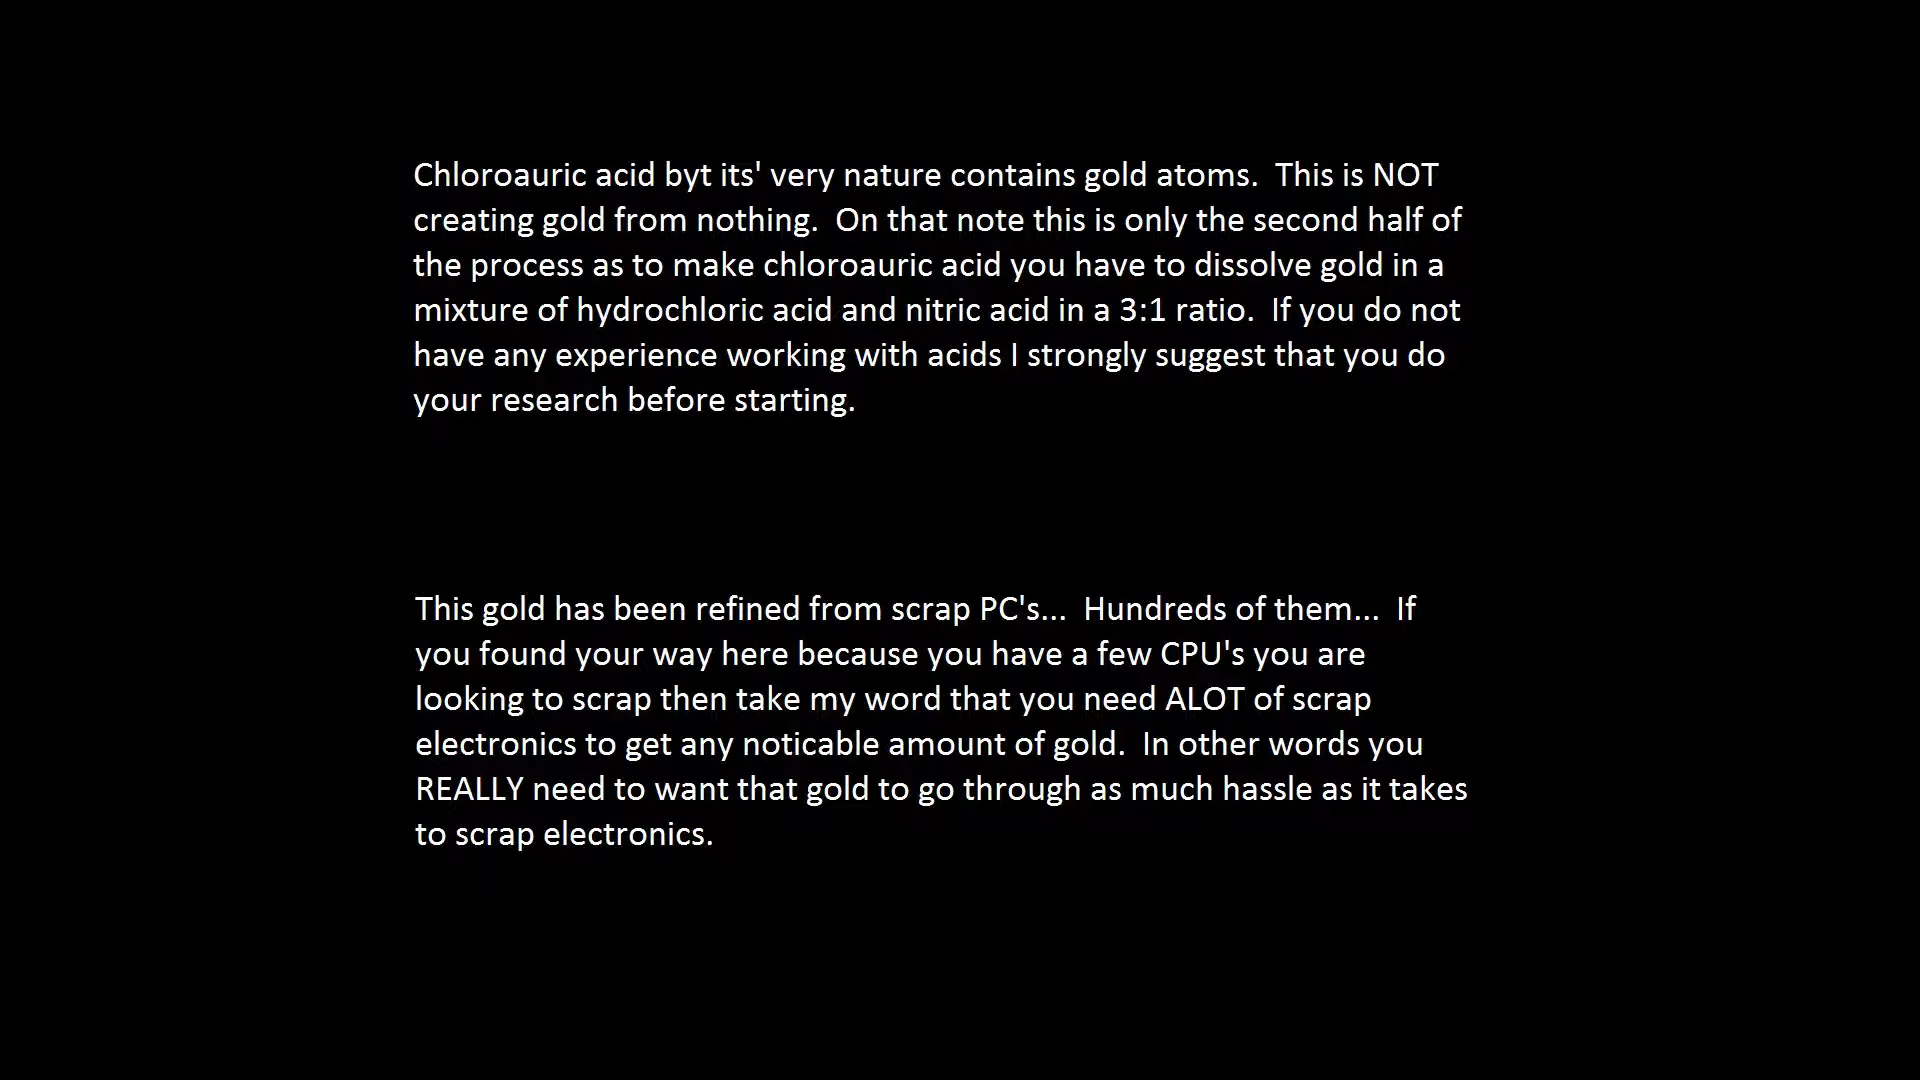 Chloroauric acid byt its' very nature contains gold atoms.  This is NOT
creating gold from nothing.  On that note this is only the second half of
the process as to make chloroauric acid you have to dissolve gold in a
mixture of hydrochloric acid and nitric acid in a 3:1 ratio.  If you do not
have any experience working with acids I strongly suggest that you do
your research before starting.
This gold has been refined from scrap PC's...  Hundreds of them...  If
you found your way here because you have a few CPU's you are
looking to scrap then take my word that you need ALOT of scrap
electronics to get any noticable amount of gold.  In other words you
REALLY need to want that gold to go through as much hassle as it takes
to scrap electronics.